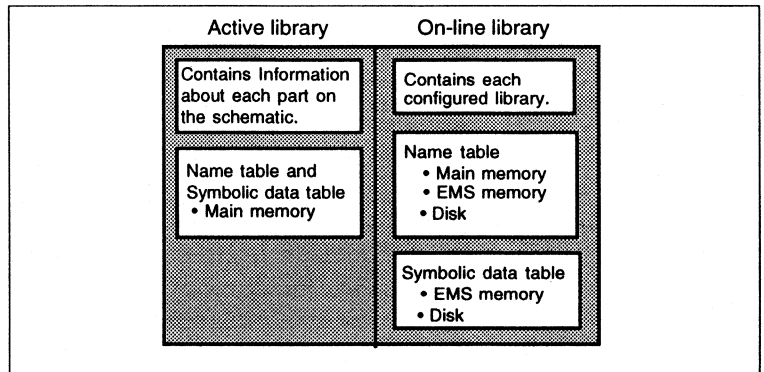 Active library
Contains Information
about each part on
the schematic.
Name table and
Symbolic data table
• Main memory
On-line library
Contains each
configured library.
Name table
• Main memory
• EMS memory
• Disk
Symbolic data table
• EMS memory
• Disk